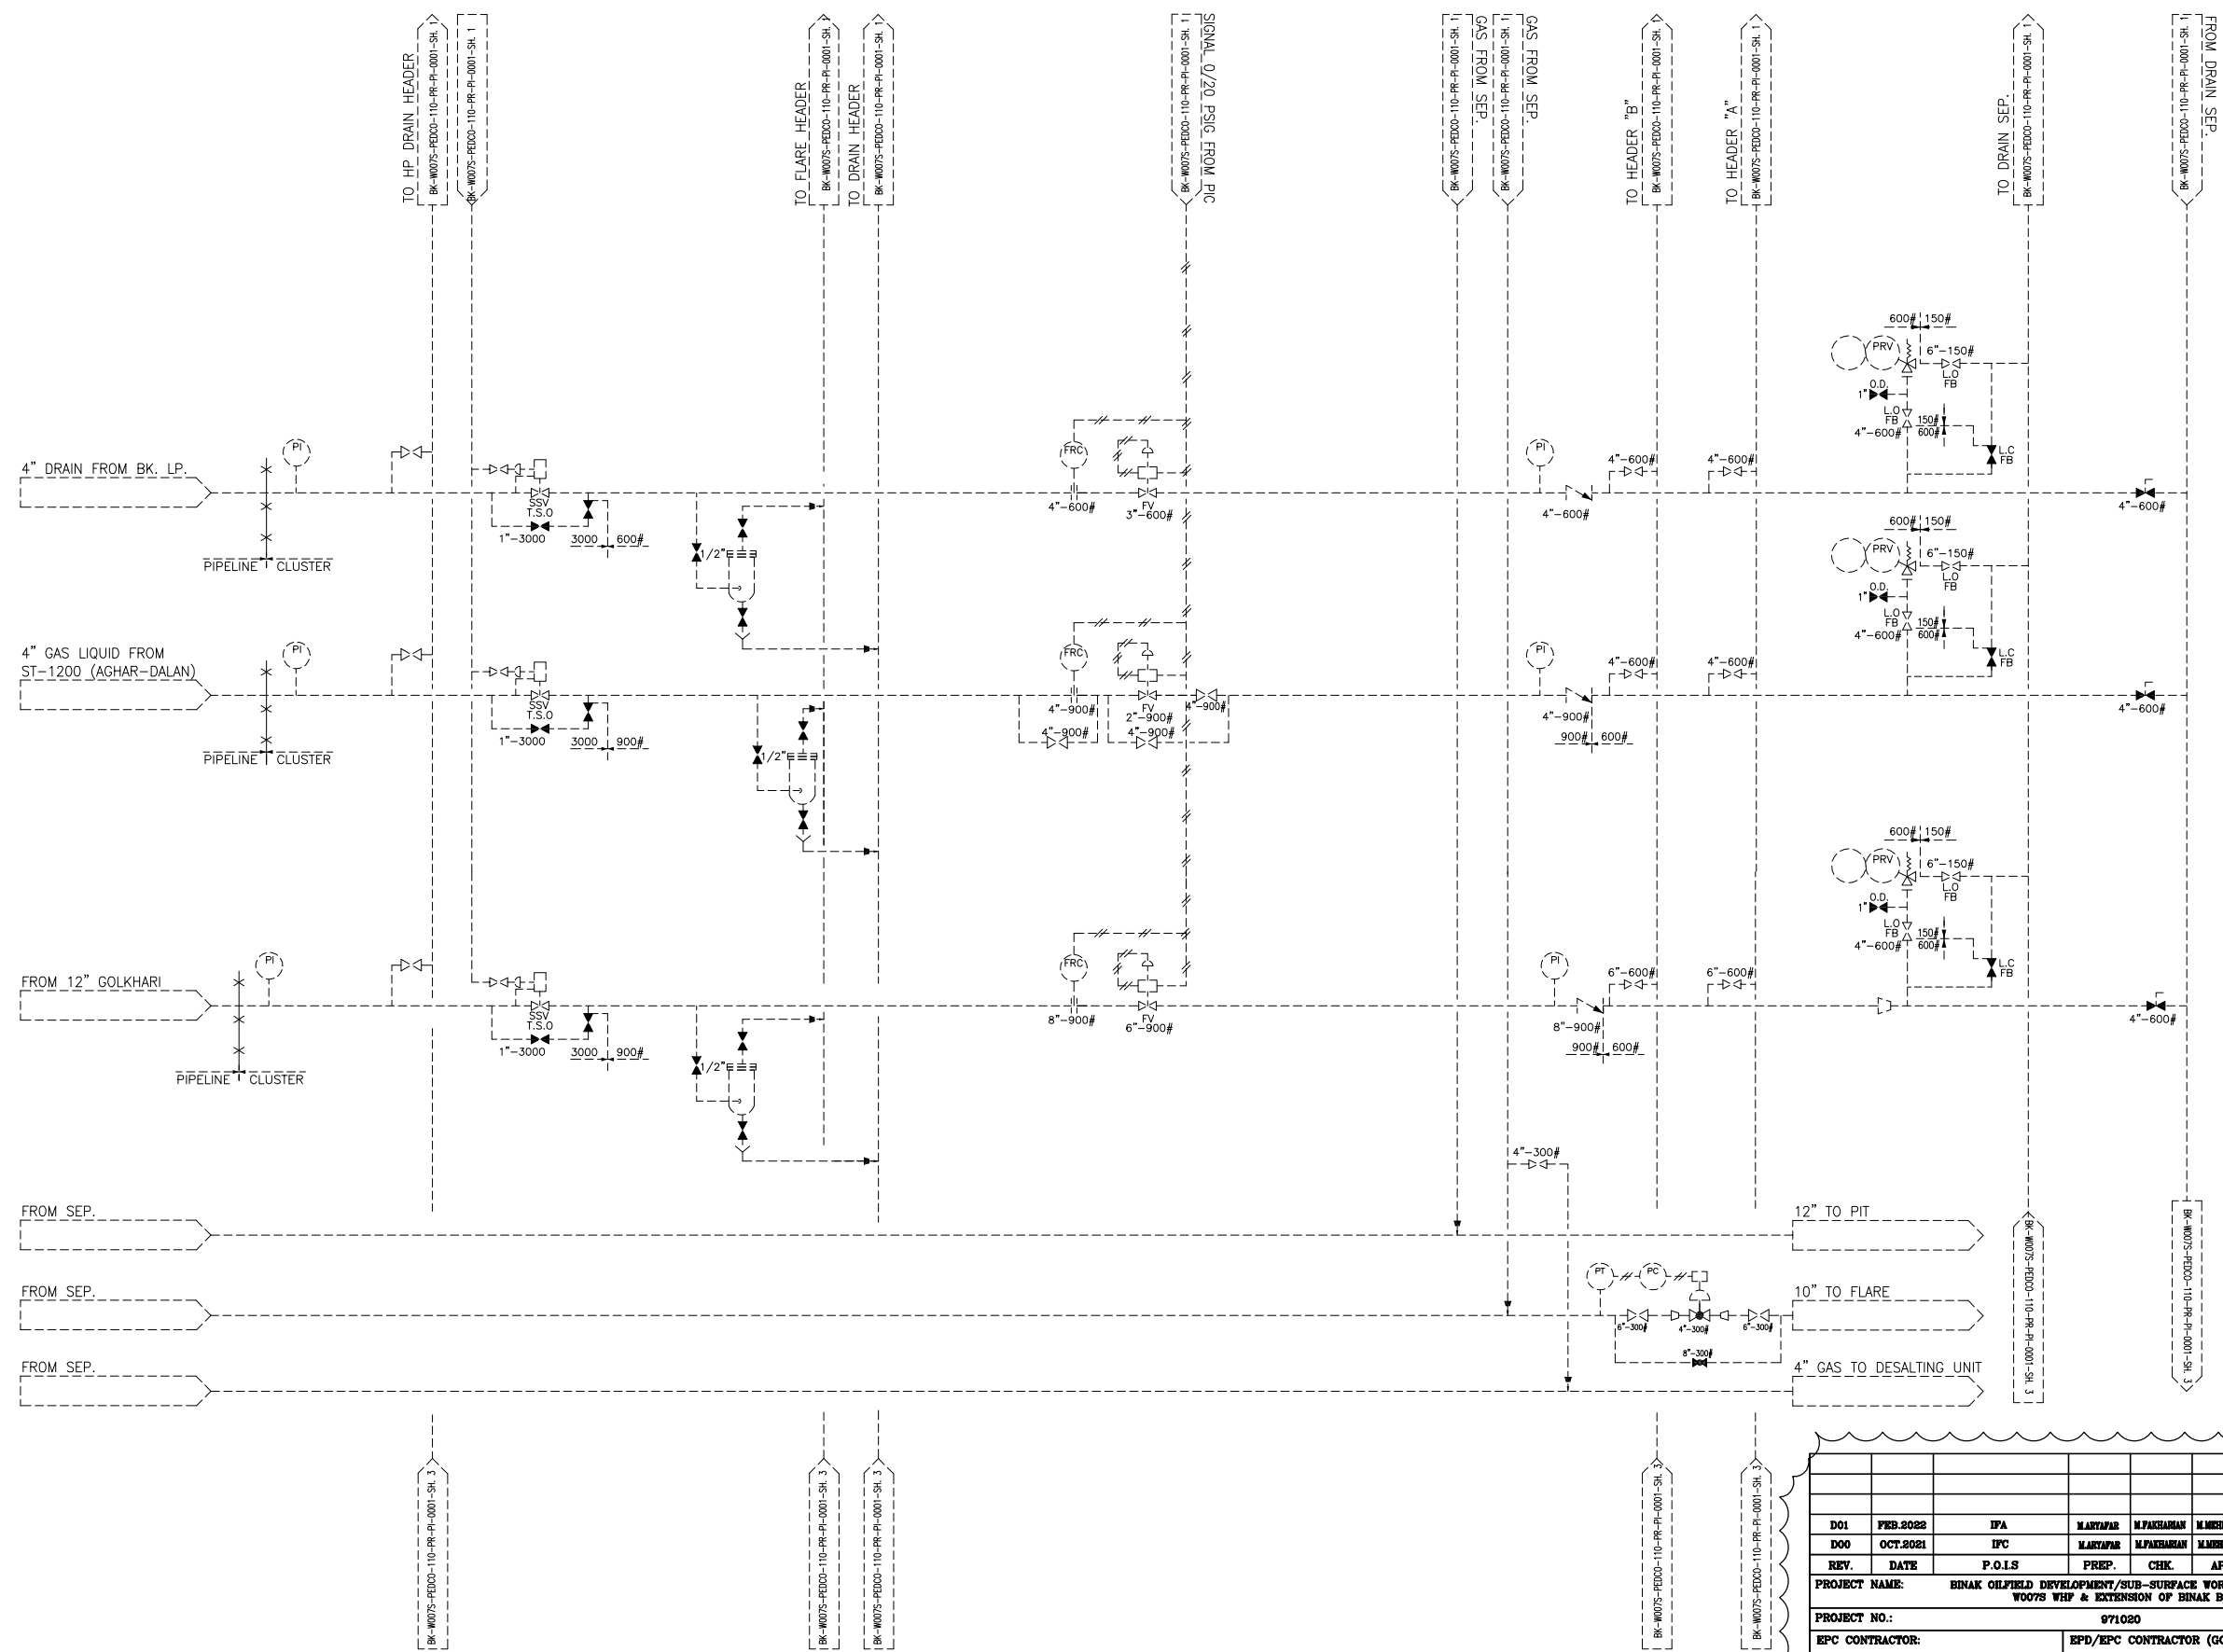 TO HP DRAIN HEADER
BK-W007S-PEDCO-110-PR-PI-0001-SH. 1
BK-W007S-PEDCO-110-PR-PI-0001-SH. 1
TO FLARE HEADER
BK-W007S-PEDCO-110-PR-PI-0001-SH. 1
TO DRAIN HEADER
BK-W007S-PEDCO-110-PR-PI-0001-SH. 1
BK-W007S-PEDCO-110-PR-PI-0001-SH. 1
SIGNAL 0/20 PSIG FROM PIC
BK-W007S-PEDCO-110-PR-PI-0001-SH. 1
GAS FROM SEP.
BK-W007S-PEDCO-110-PR-PI-0001-SH. 1
GAS FROM SEP.
TO HEADER "B"
BK-W007S-PEDCO-110-PR-PI-0001-SH. 1
TO HEADER "A"
BK-W007S-PEDCO-110-PR-PI-0001-SH. 1
TO DRAIN SEP.
BK-W007S-PEDCO-110-PR-PI-0001-SH. 1
BK-W007S-PEDCO-110-PR-PI-0001-SH. 1
FROM DRAIN SEP.
4" DRAIN FROM BK. LP.
PI
PIPELINE CLUSTER
SSV
T.S.O
1"-3000
3000 600#
1/2"
FRC
4"-600#
FV
3"-600#
PI
4"-600#
4"-600#
4"-600#
600# 150#
PRV
6"-150#
L.O
FB
O.D.
1"
L.O
FB
4"-600#
150#
600#
L.C
FB
4"-600#
4" GAS LIQUID FROM
ST-1200 (AGHAR-DALAN)
PI
PIPELINE CLUSTER
SSV
T.S.O
1"-3000
3000 900#
1/2"
FRC
4"-900#
4"-900#
FV
2"-900#
4"-900#
4"-900#
PI
4"-900#
900# 600#
4"-600#
4"-600#
600# 150#
PRV
6"-150#
L.O
FB
O.D.
1"
L.O
FB
4"-600#
150#
600#
L.C
FB
4"-600#
FROM 12" GOLKHARI
PI
PIPELINE CLUSTER
SSV
T.S.O
1"-3000
3000 900#
1/2"
FRC
8"-900#
FV
6"-900#
PI
8"-900#
900# 600#
6"-600#
6"-600#
600# 150#
PRV
6"-150#
L.O
FB
O.D.
1"
L.O
FB
4"-600#
150#
600#
L.C
FB
4"-600#
4"-300#
FROM SEP.
12" TO PIT
FROM SEP.
PT
PC
6"-300#
4"-300#
6"-300#
8"-300#
10" TO FLARE
FROM SEP.
4" GAS TO DESALTING UNIT
BK-W007S-PEDCO-110-PR-PI-0001-SH. 3
BK-W007S-PEDCO-110-PR-PI-0001-SH. 3
BK-W007S-PEDCO-110-PR-PI-0001-SH. 3
BK-W007S-PEDCO-110-PR-PI-0001-SH. 3
BK-W007S-PEDCO-110-PR-PI-0001-SH. 3
BK-W007S-PEDCO-110-PR-PI-0001-SH. 3
BK-W007S-PEDCO-110-PR-PI-0001-SH. 3
D01 FEB.2022 IFA M.ARYAFAR M.FAKHARIAN
D00 OCT.2021 IFC M.ARYAFAR M.FAKHARIAN
REV. DATE P.O.I.S PREP. CHK.
PROJECT NAME: BINAK OILFIELD DEVELOPMENT/SUB-SURFACE
W007S WHF & EXTENSION OF BINAK
PROJECT NO.: 971020
EPC CONTRACTOR: EPD/EPC CONTRACTOR